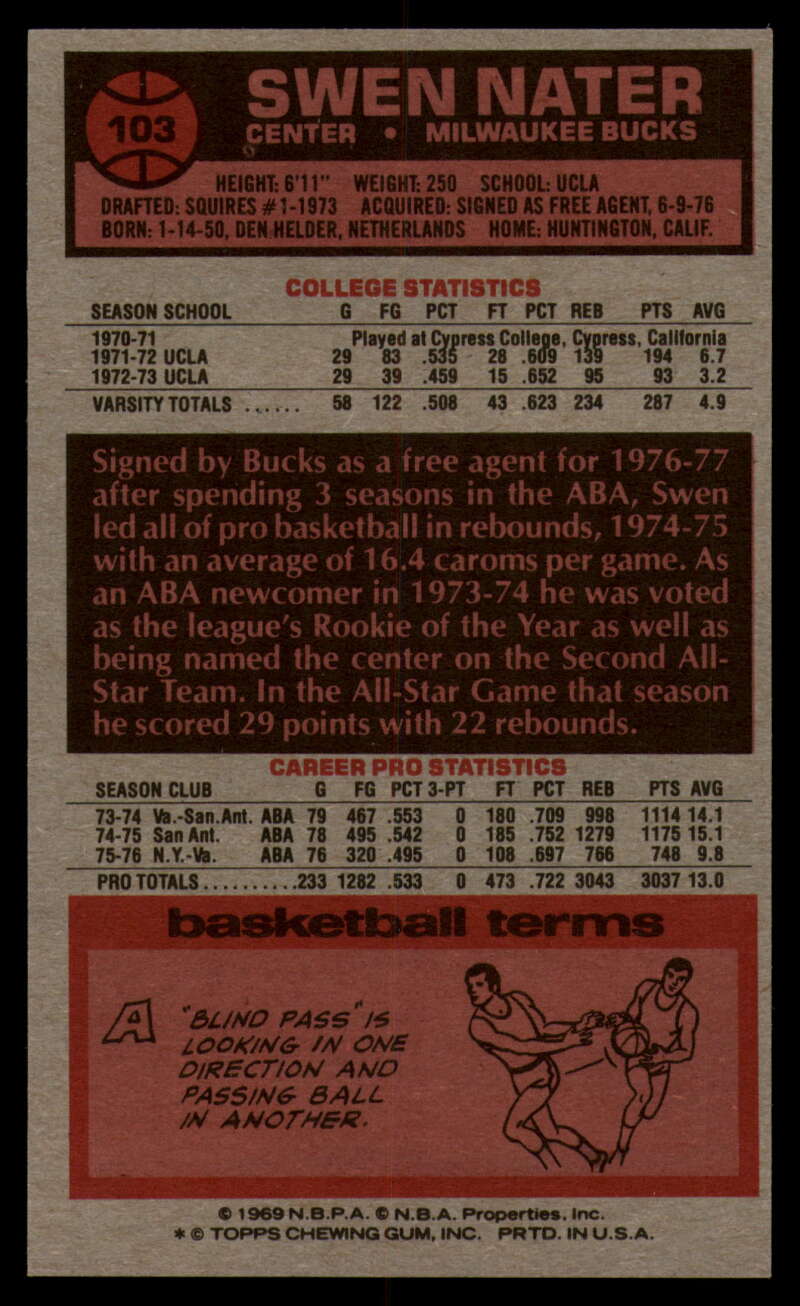 103
SWEN NATER
CENTER • MILWAUKEE BUCKS
HEIGHT: 6'11" WEIGHT: 250 SCHOOL: UCLA
DRAFTED: SQUIRES #1-1973 ACQUIRED: SIGNED AS FREE AGENT, 6-9-76
BORN: 1-14-50, DEN HELDER, NETHERLANDS HOME: HUNTINGTON, CALIF.
COLLEGE STATISTICS
SEASON SCHOOL G FG PCT FT PCT REB PTS AVG
1970-71 Played at Cypress College, Cypress, California
1971-72 UCLA 29 83 .535 28 .609 139 194 6.7
1972-73 UCLA 29 39 .459 15 .652 95 93 3.2
VARSITY TOTALS ...... 58 122 .508 43 .623 234 287 4.9
Signed by Bucks as a free agent for 1976-77
after spending 3 seasons in the ABA, Swen
led all of pro basketball in rebounds, 1974-75
with an average of 16.4 caroms per game. As
an ABA newcomer in 1973-74 he was voted
as the league's Rookie of the Year as well as
being named the center on the Second All-
Star Team. In the All-Star Game that season
he scored 29 points with 22 rebounds.
CAREER PRO STATISTICS
SEASON CLUB G FG PCT 3-PT FT PCT REB PTS AVG
73-74 Va.-San.Ant. ABA 79 467 .553 0 180 .709 998 1114 14.1
74-75 San Ant. ABA 78 495 .542 0 185 .752 1279 1175 15.1
75-76 N.Y.-Va. ABA 76 320 .495 0 108 .697 766 748 9.8
PRO TOTALS..........233 1282 .533 0 473 .722 3043 3037 13.0
basketball terms
A "BLIND PASS" IS
LOOKING IN ONE
DIRECTION AND
PASSING BALL
IN ANOTHER.
© 1969 N.B.P.A. © N.B.A. Properties, Inc.
* © TOPPS CHEWING GUM, INC. PRTD. IN U.S.A.